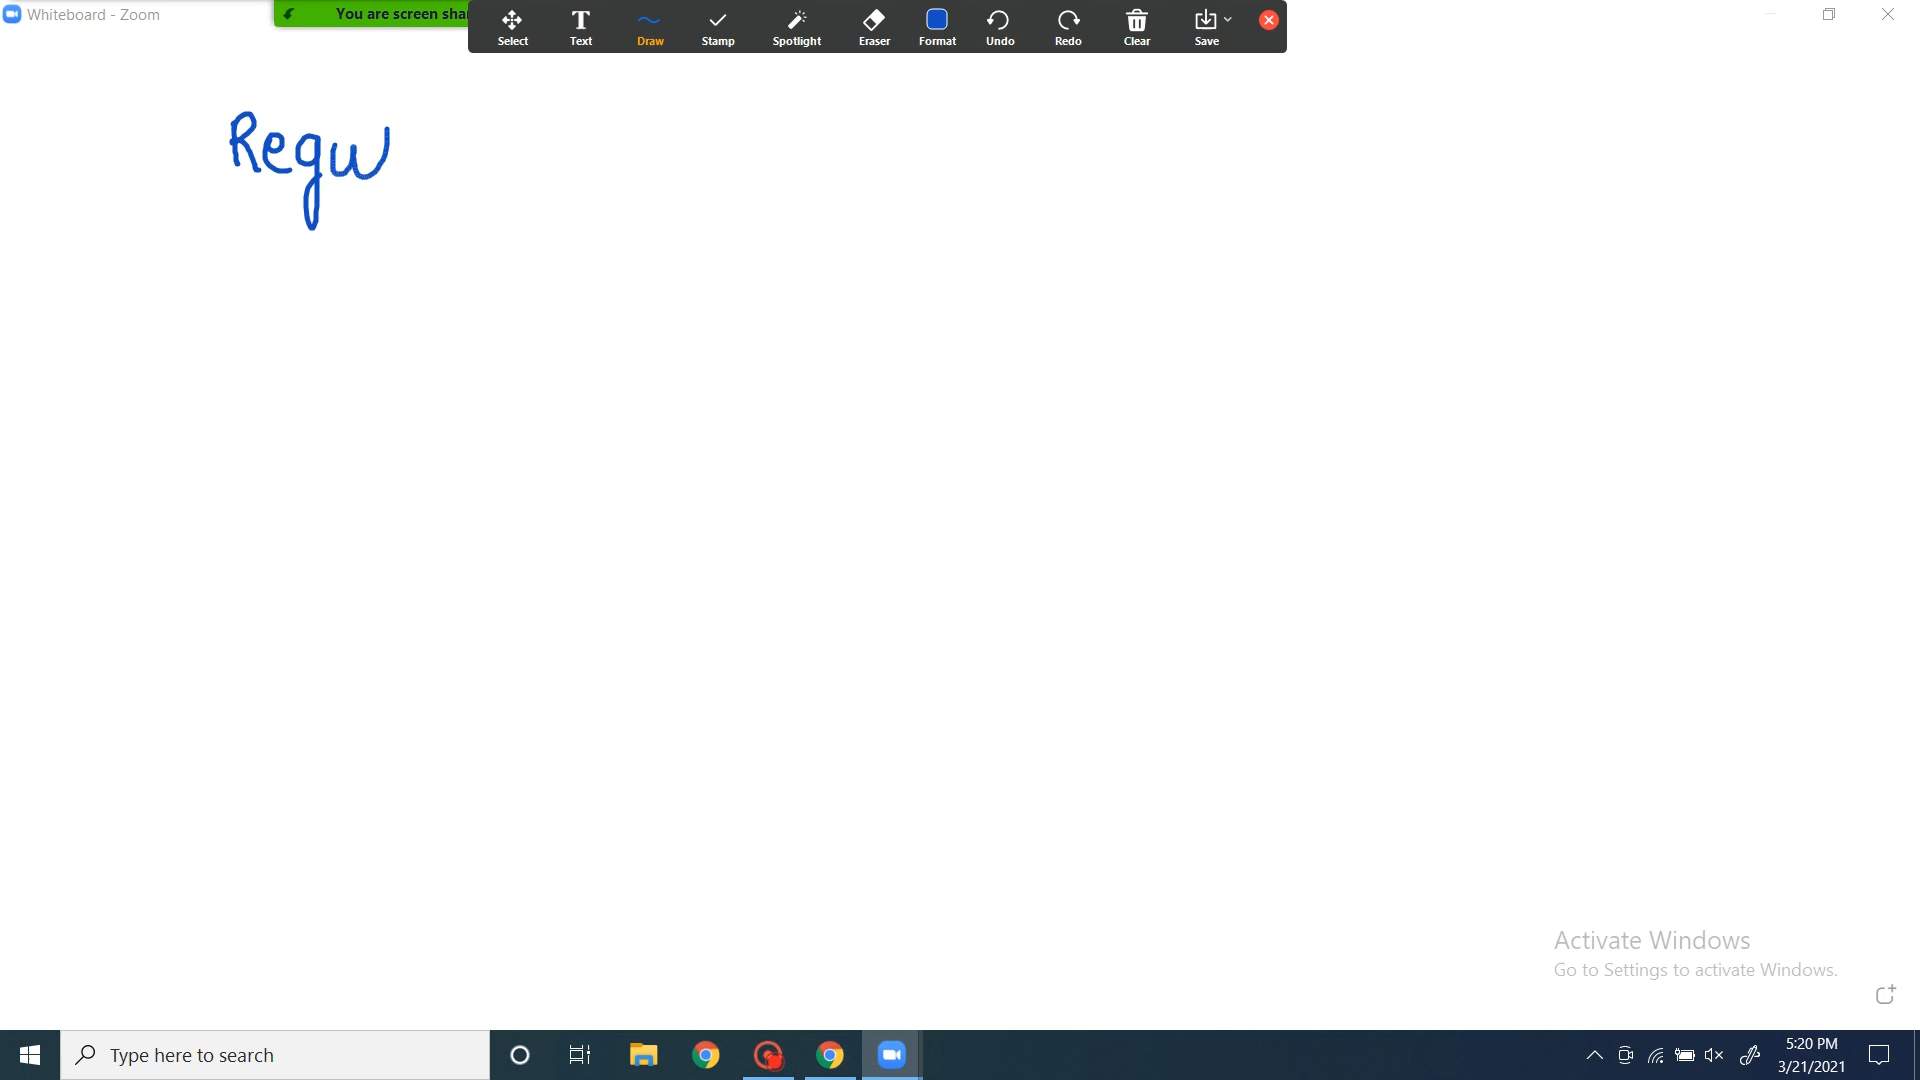 Whiteboard - Zoom
You are screen sha
Select Text Draw Stamp Spotlight Eraser Format Undo Redo Clear Save
Regu
Activate Windows
Go to Settings to activate Windows.
Type here to search
5:20 PM
3/21/2021